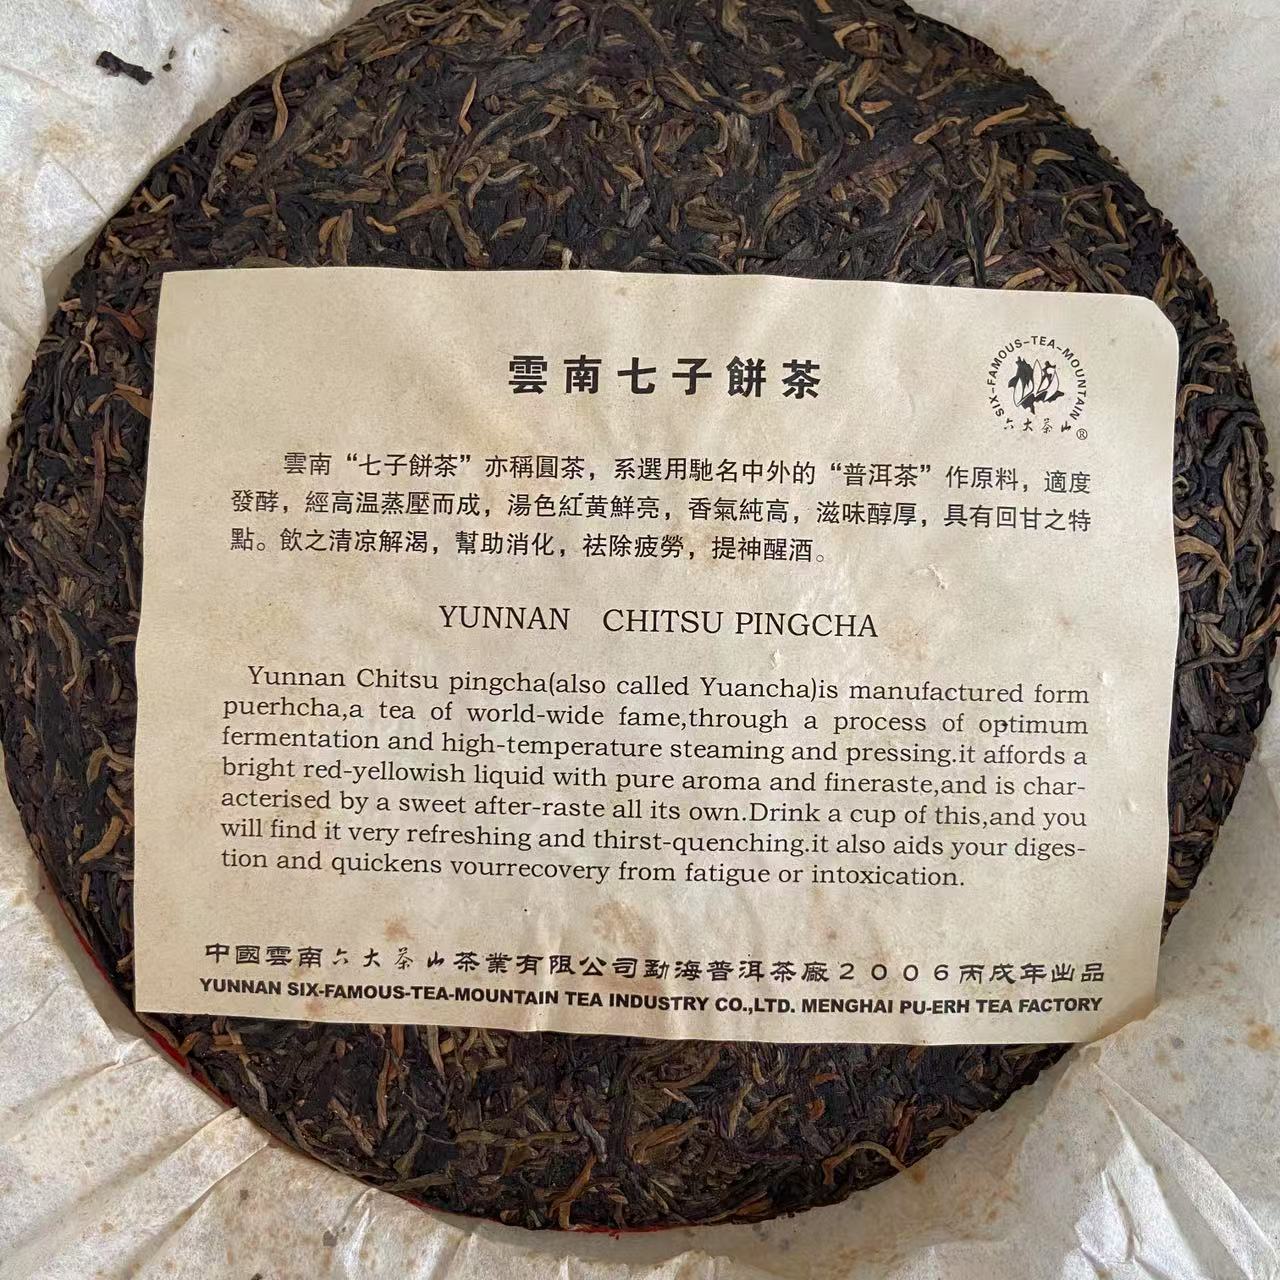 雲南七子餅茶
SIX-FAMOUS-TEA-MOUNTAIN
六大茶山®
雲南“七子餅茶”亦稱圓茶，系選用馳名中外的“普洱茶”作原料，適度
發酵，經高温蒸壓而成，湯色紅黄鮮亮，香氣純高，滋味醇厚，具有回甘之特
點。飲之清凉解渴，幫助消化，祛除疲勞，提神醒酒。
YUNNAN CHITSU PINGCHA
Yunnan Chitsu pingcha(also called Yuancha)is manufactured form
puerhcha,a tea of world-wide fame,through a process of optimum
fermentation and high-temperature steaming and pressing.it affords a
bright red-yellowish liquid with pure aroma and fineraste,and is char-
acterised by a sweet after-raste all its own.Drink a cup of this,and you
will find it very refreshing and thirst-quenching.it also aids your diges-
tion and quickens vourrecovery from fatigue or intoxication.
中國雲南六大茶山茶業有限公司勐海普洱茶廠２００６丙戌年出品
YUNNAN SIX-FAMOUS-TEA-MOUNTAIN TEA INDUSTRY CO.,LTD. MENGHAI PU-ERH TEA FACTORY